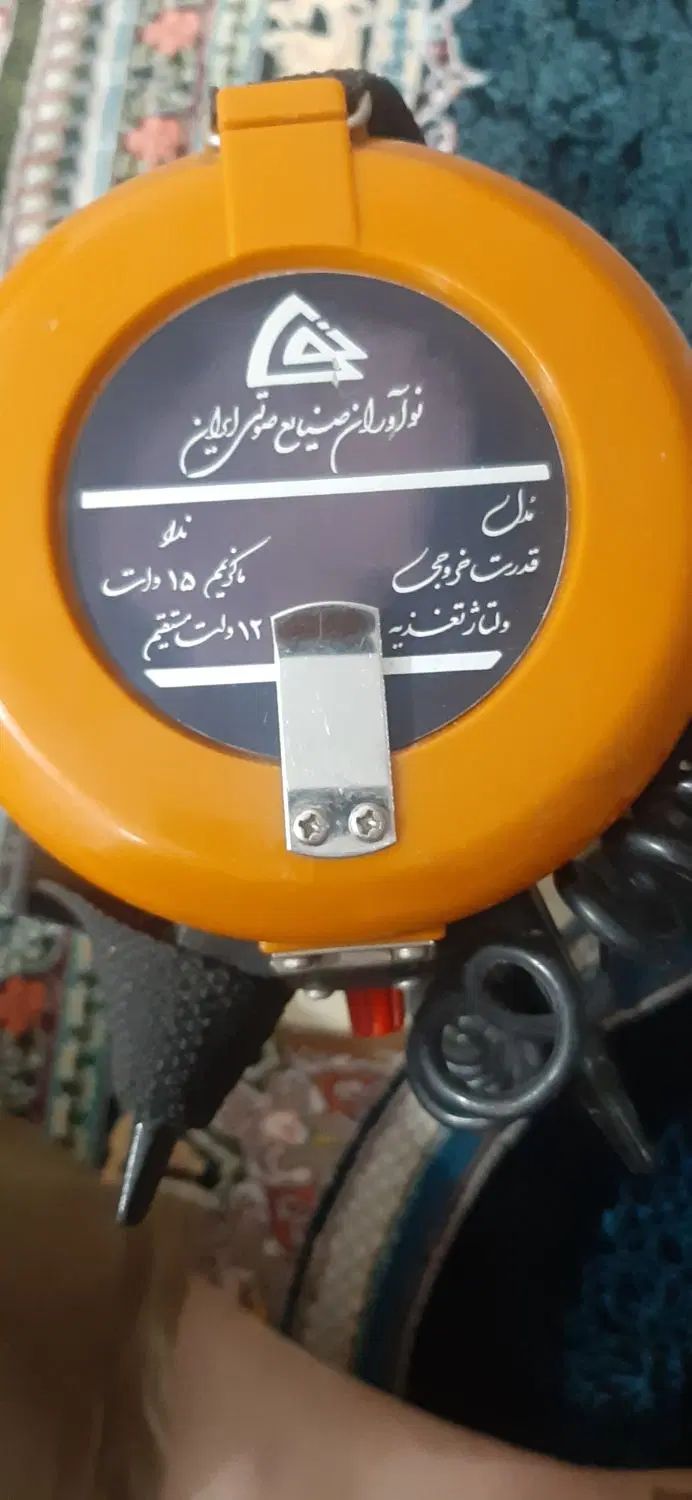 نوآوران صنایع صوتی ایران
مدل ندا
قدرت خروجی ماکزیمم ۱۵ وات
ولتاژ تغذیه ۱۲ ولت مستقیم